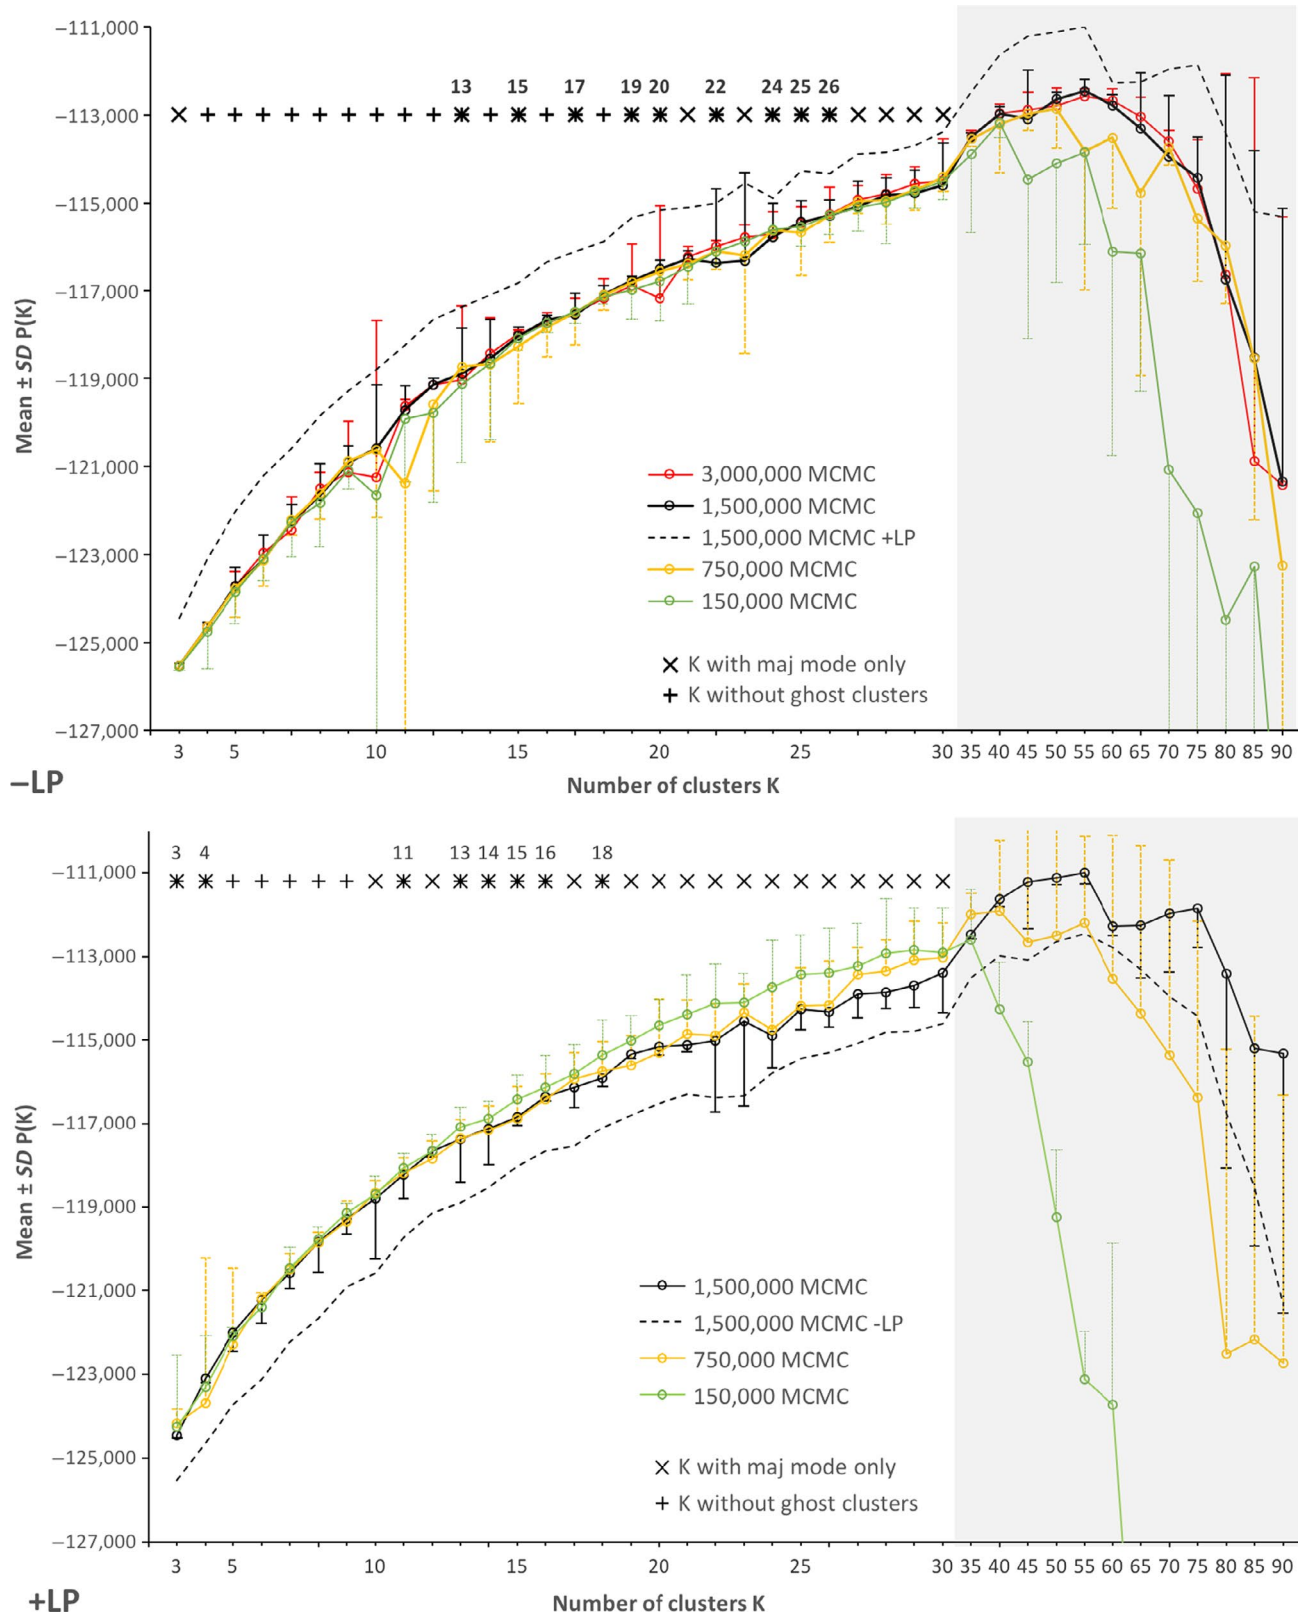 −111,000
−113,000
−115,000
−117,000
−119,000
−121,000
−123,000
−125,000
−127,000
Mean ± SD P(K)
13 15 17 19 20 22 24 25 26
3,000,000 MCMC
1,500,000 MCMC
1,500,000 MCMC +LP
750,000 MCMC
150,000 MCMC
K with maj mode only
K without ghost clusters
3 5 10 15 20 25 30 35 40 45 50 55 60 65 70 75 80 85 90
−LP
Number of clusters K
3 4 11 13 14 15 16 18
−111,000
−113,000
−115,000
−117,000
−119,000
−121,000
−123,000
−125,000
−127,000
Mean ± SD P(K)
1,500,000 MCMC
1,500,000 MCMC -LP
750,000 MCMC
150,000 MCMC
K with maj mode only
K without ghost clusters
3 5 10 15 20 25 30 35 40 45 50 55 60 65 70 75 80 85 90
+LP
Number of clusters K